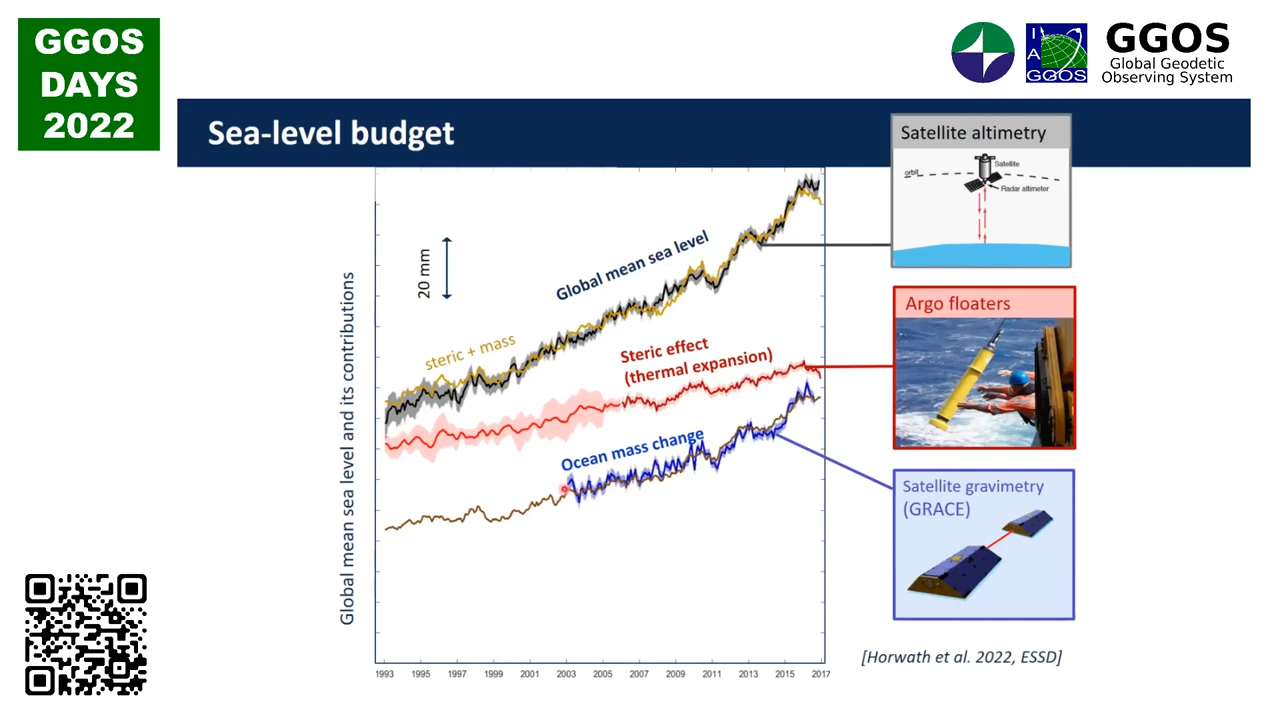 GGOS
DAYS
2022
I
A
GGOS
GGOS
Global Geodetic
Observing System
Sea-level budget
Satellite altimetry
Satellite
orbit
Radar altimeter
Global mean sea level and its contributions
20 mm
Global mean sea level
steric + mass
Steric effect
(thermal expansion)
Ocean mass change
Argo floaters
Satellite gravimetry
(GRACE)
1993 1995 1997 1999 2001 2003 2005 2007 2009 2011 2013 2015 2017
[Horwath et al. 2022, ESSD]